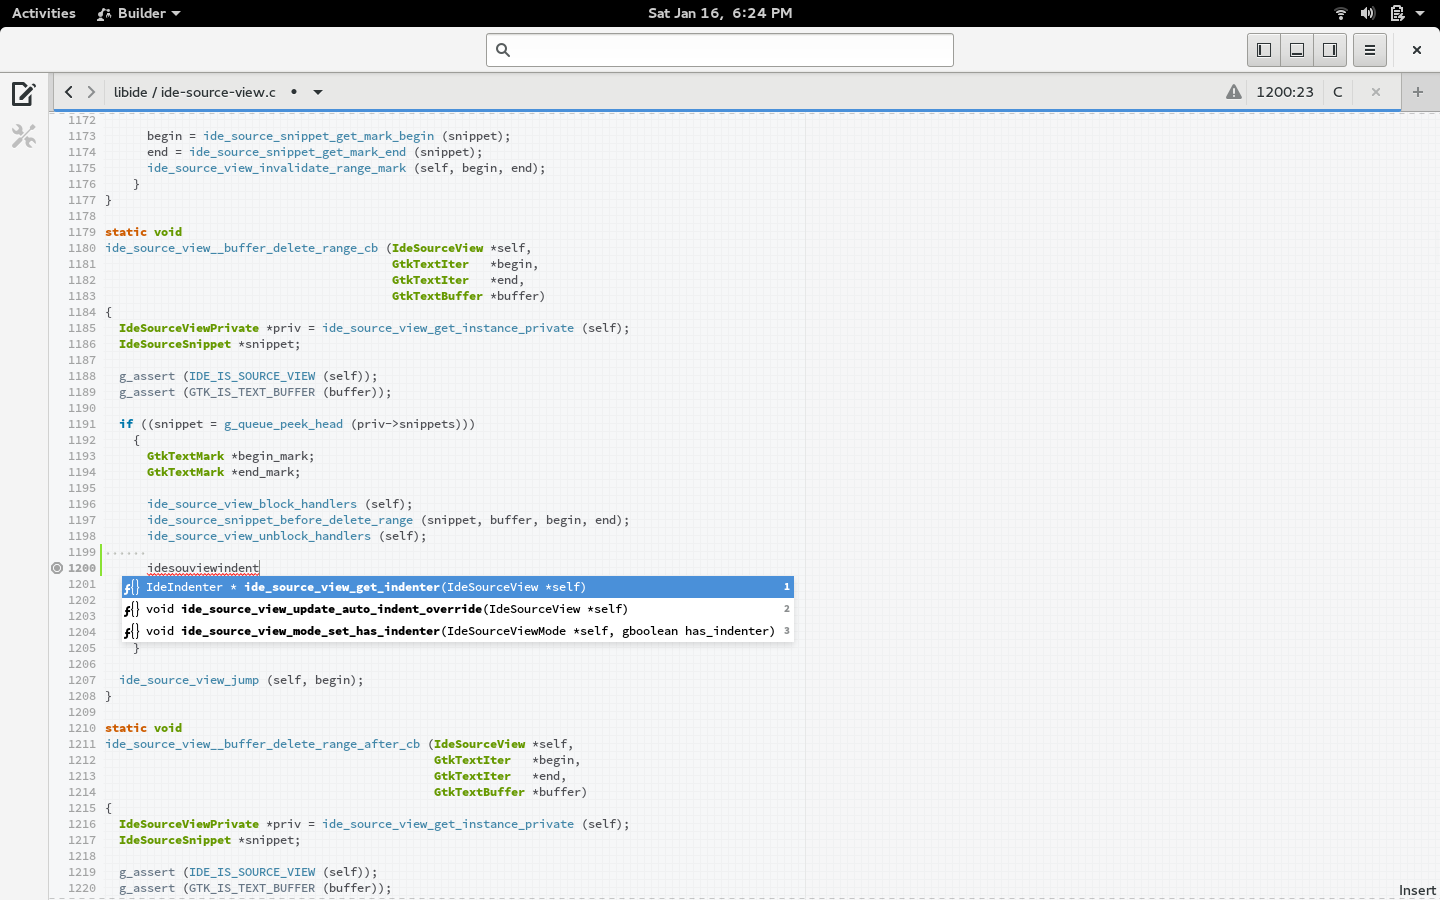 Activities Builder Sat Jan 16, 6:24 PM
libide / ide-source-view.c • 1200:23 C
1172
1173 begin = ide_source_snippet_get_mark_begin (snippet);
1174 end = ide_source_snippet_get_mark_end (snippet);
1175 ide_source_view_invalidate_range_mark (self, begin, end);
1176 }
1177 }
1178
1179 static void
1180 ide_source_view__buffer_delete_range_cb (IdeSourceView *self,
1181 GtkTextIter *begin,
1182 GtkTextIter *end,
1183 GtkTextBuffer *buffer)
1184 {
1185 IdeSourceViewPrivate *priv = ide_source_view_get_instance_private (self);
1186 IdeSourceSnippet *snippet;
1187
1188 g_assert (IDE_IS_SOURCE_VIEW (self));
1189 g_assert (GTK_IS_TEXT_BUFFER (buffer));
1190
1191 if ((snippet = g_queue_peek_head (priv->snippets)))
1192 {
1193 GtkTextMark *begin_mark;
1194 GtkTextMark *end_mark;
1195
1196 ide_source_view_block_handlers (self);
1197 ide_source_snippet_before_delete_range (snippet, buffer, begin, end);
1198 ide_source_view_unblock_handlers (self);
1199 ······
1200 idesouviewindent
1201 IdeIndenter * ide_source_view_get_indenter(IdeSourceView *self) 1
1202
1203 void ide_source_view_update_auto_indent_override(IdeSourceView *self) 2
1204 void ide_source_view_mode_set_has_indenter(IdeSourceViewMode *self, gboolean has_indenter) 3
1205 }
1206
1207 ide_source_view_jump (self, begin);
1208 }
1209
1210 static void
1211 ide_source_view__buffer_delete_range_after_cb (IdeSourceView *self,
1212 GtkTextIter *begin,
1213 GtkTextIter *end,
1214 GtkTextBuffer *buffer)
1215 {
1216 IdeSourceViewPrivate *priv = ide_source_view_get_instance_private (self);
1217 IdeSourceSnippet *snippet;
1218
1219 g_assert (IDE_IS_SOURCE_VIEW (self));
1220 g_assert (GTK_IS_TEXT_BUFFER (buffer));
Insert